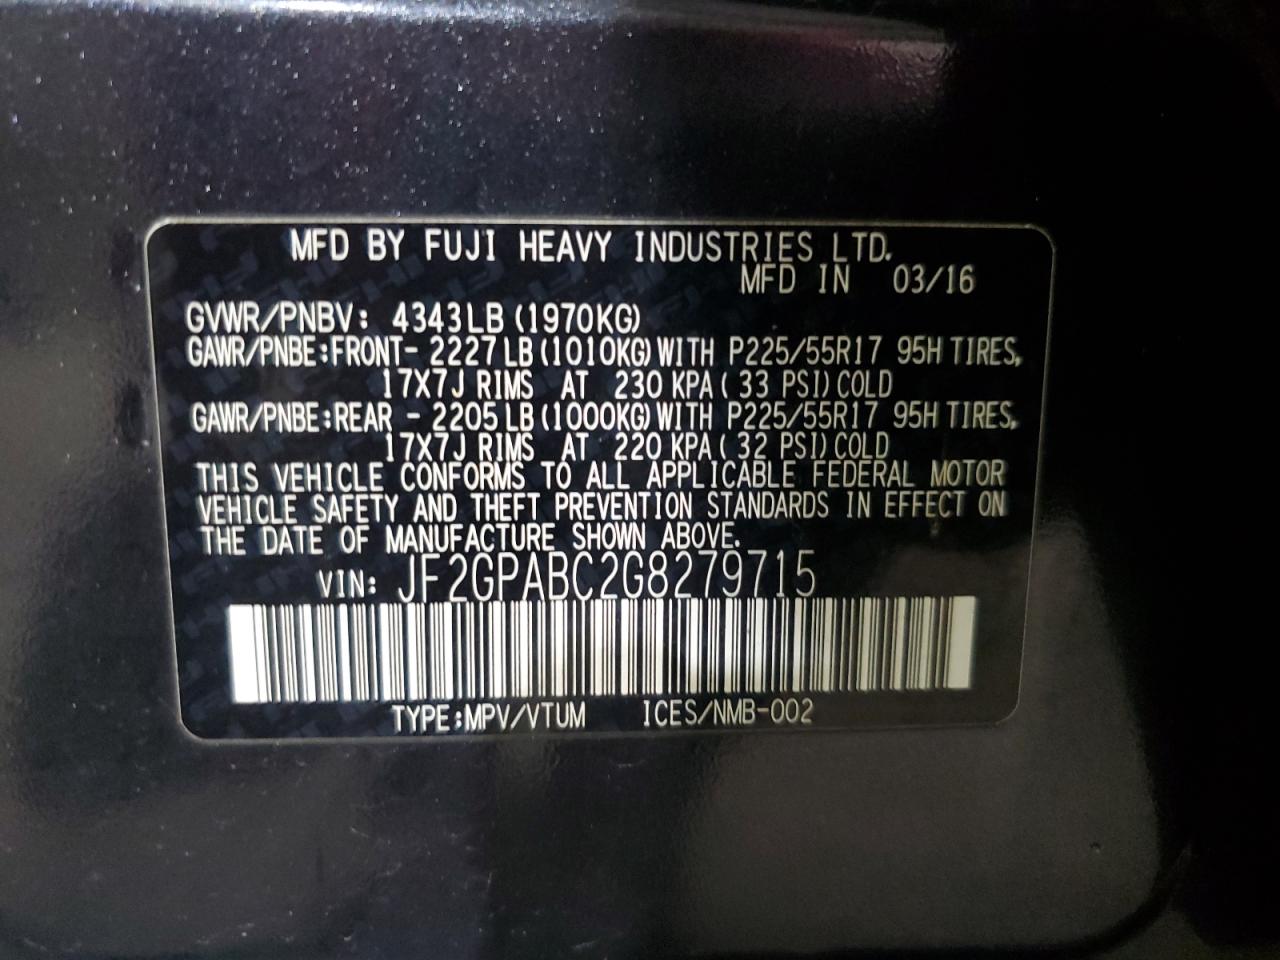 MFD BY FUJI HEAVY INDUSTRIES LTD.
MFD IN 03/16
GVWR/PNBV: 4343LB (1970KG)
GAWR/PNBE:FRONT- 2227 LB (1010KG) WITH P225/55R17 95H TIRES,
17X7J RIMS AT 230 KPA ( 33 PSI) COLD
GAWR/PNBE:REAR - 2205 LB (1000KG) WITH P225/55R17 95H TIRES,
17X7J RIMS AT 220 KPA ( 32 PSI) COLD
THIS VEHICLE CONFORMS TO ALL APPLICABLE FEDERAL MOTOR
VEHICLE SAFETY AND THEFT PREVENTION STANDARDS IN EFFECT ON
THE DATE OF MANUFACTURE SHOWN ABOVE.
VIN: JF2GPABC2G8279715
TYPE:MPV/VTUM ICES/NMB-002